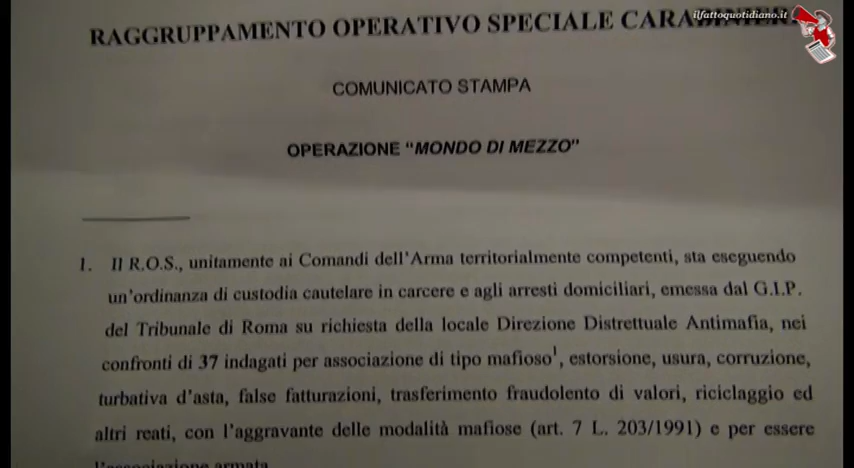 ilfattoquotidiano.it
RAGGRUPPAMENTO OPERATIVO SPECIALE CARABINIERI
COMUNICATO STAMPA
OPERAZIONE "MONDO DI MEZZO"
1. Il R.O.S., unitamente ai Comandi dell'Arma territorialmente competenti, sta eseguendo
un'ordinanza di custodia cautelare in carcere e agli arresti domiciliari, emessa dal G.I.P.
del Tribunale di Roma su richiesta della locale Direzione Distrettuale Antimafia, nei
confronti di 37 indagati per associazione di tipo mafioso¹, estorsione, usura, corruzione,
turbativa d'asta, false fatturazioni, trasferimento fraudolento di valori, riciclaggio ed
altri reati, con l'aggravante delle modalità mafiose (art. 7 L. 203/1991) e per essere
l'associazione armata